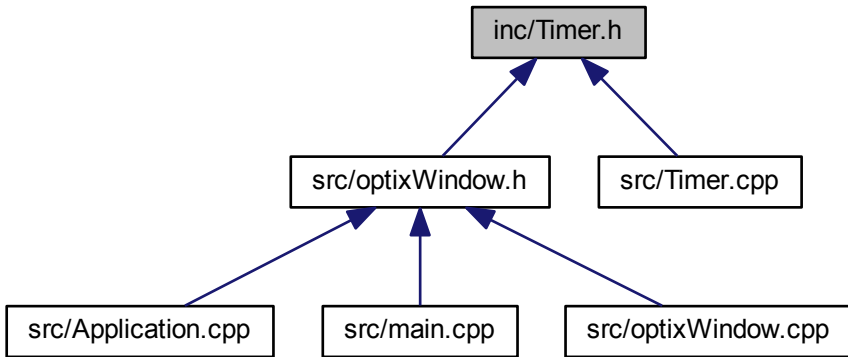 inc/Timer.h
src/optixWindow.h
src/Timer.cpp
src/Application.cpp
src/main.cpp
src/optixWindow.cpp